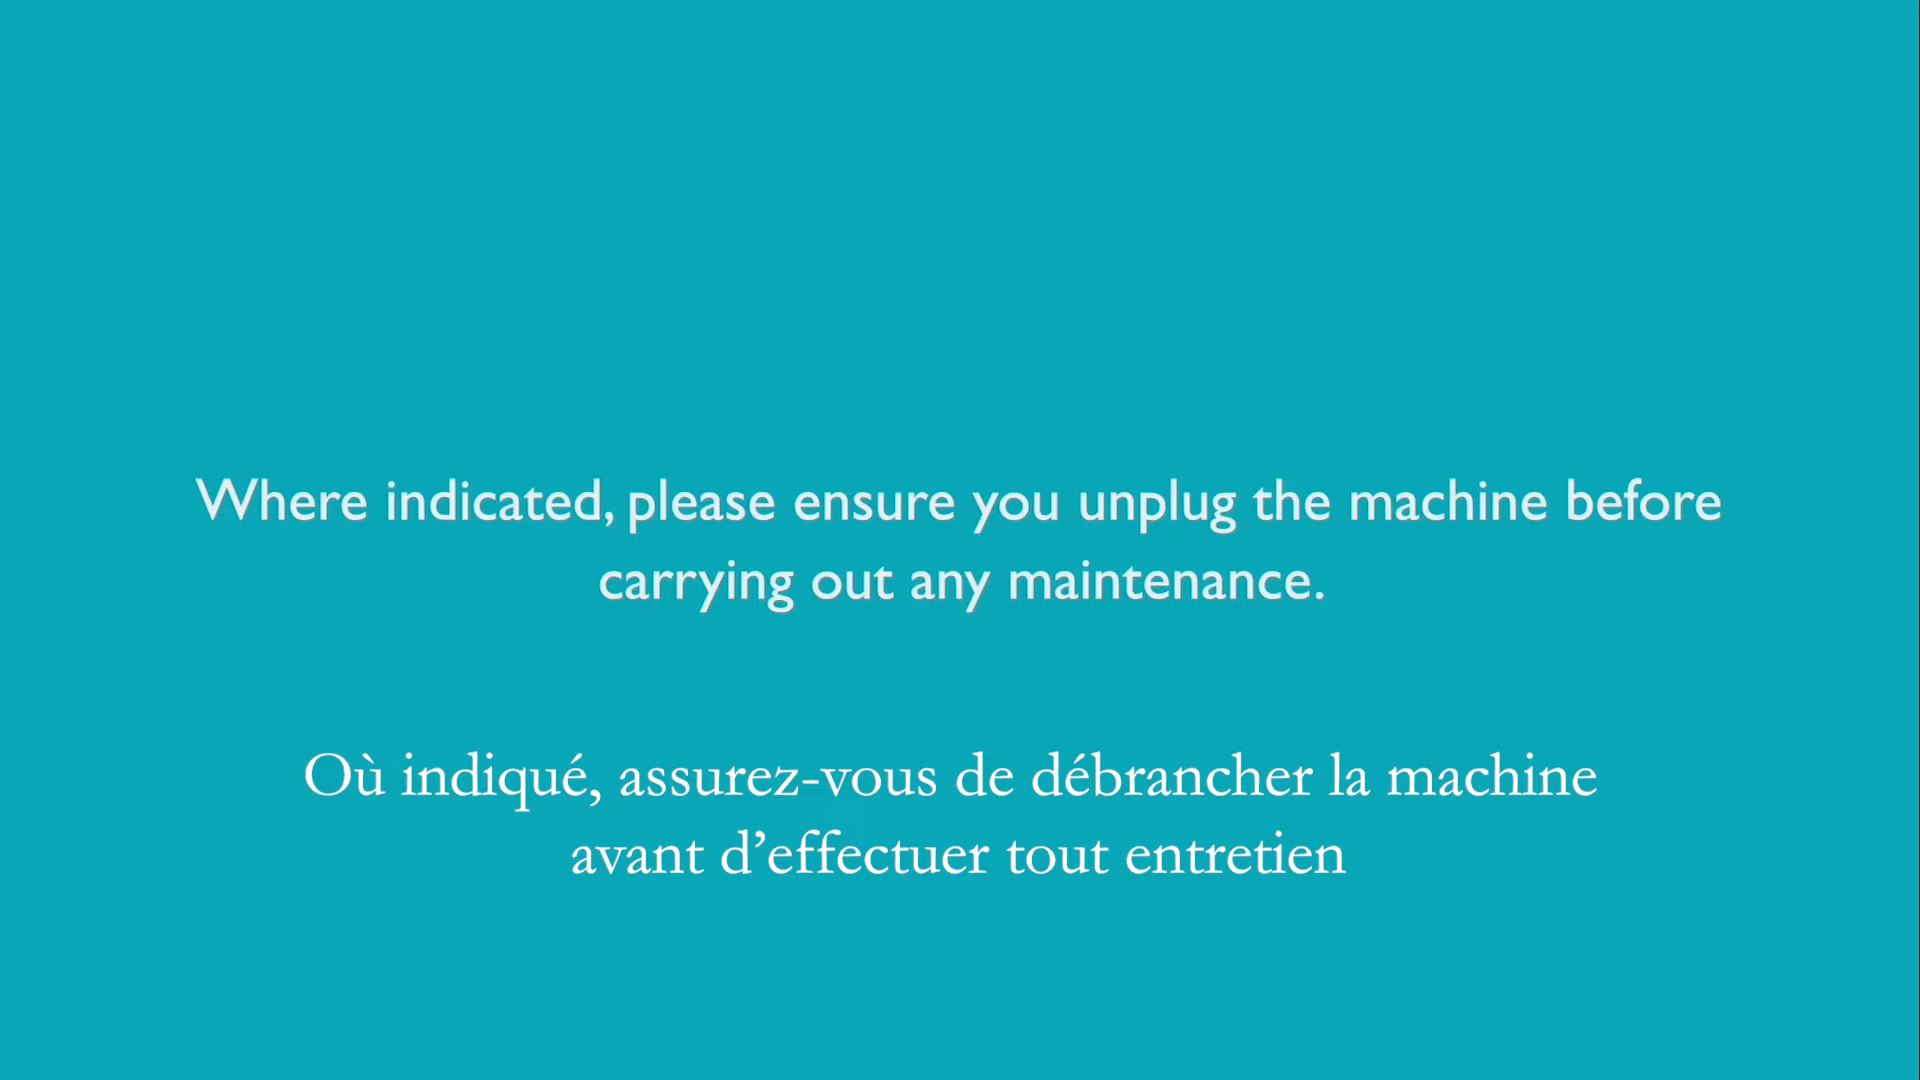 Where indicated, please ensure you unplug the machine before
carrying out any maintenance.
Où indiqué, assurez-vous de débrancher la machine
avant d’effectuer tout entretien